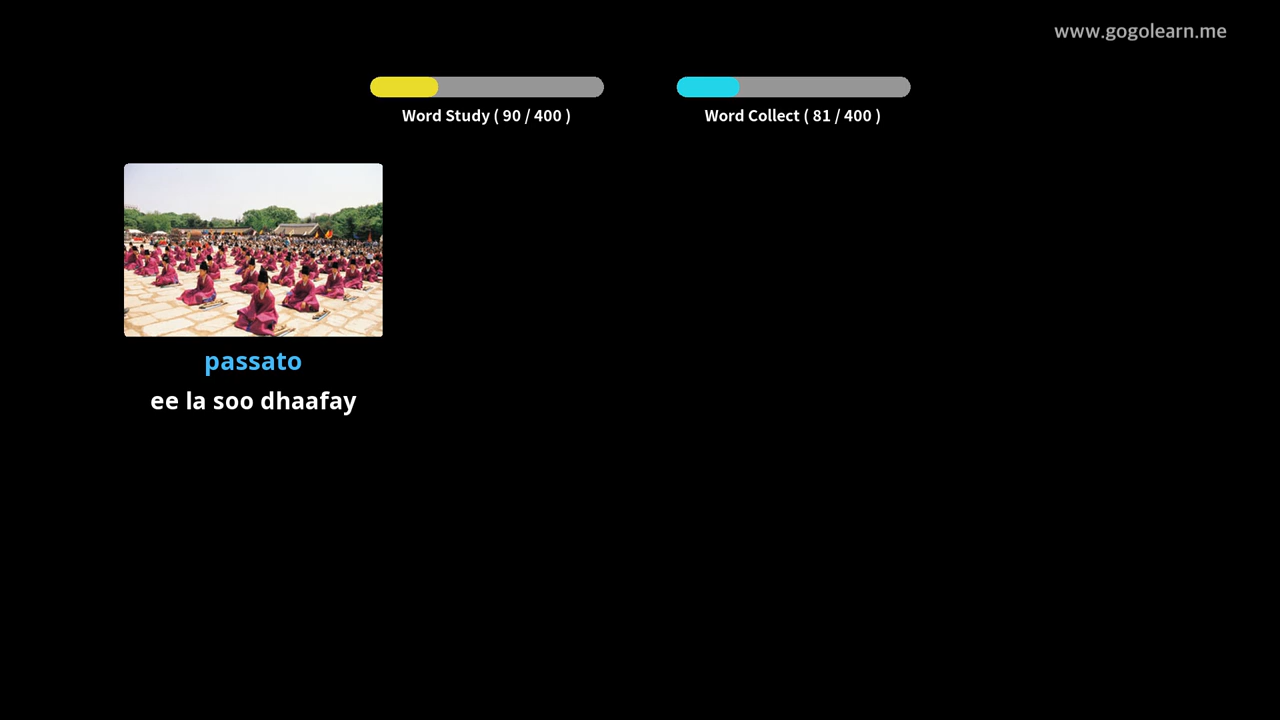 www.gogolearn.me
Word Study ( 90 / 400 )
Word Collect ( 81 / 400 )
passato
ee la soo dhaafay